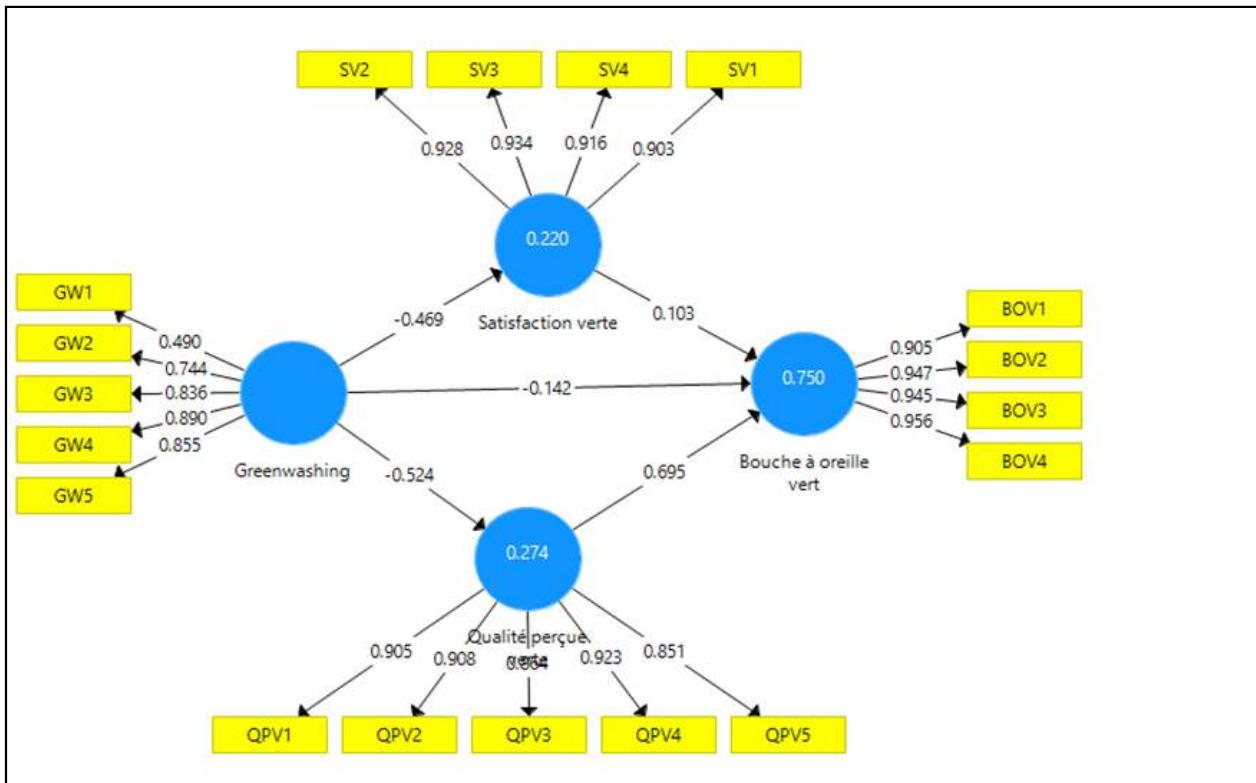 SV2 SV3 SV4 SV1
0.928 0.934 0.916 0.903
0.220
Satisfaction verte
GW1
GW2
GW3
GW4
GW5
0.490
0.744
0.836
0.890
0.855
Greenwashing
-0.469
0.103
-0.142
-0.524
0.695
0.750
Bouche à oreille
vert
BOV1
BOV2
BOV3
BOV4
0.905
0.947
0.945
0.956
0.274
Qualité perçue
0.905 0.908 0.923 0.851
QPV1 QPV2 QPV3 QPV4 QPV5